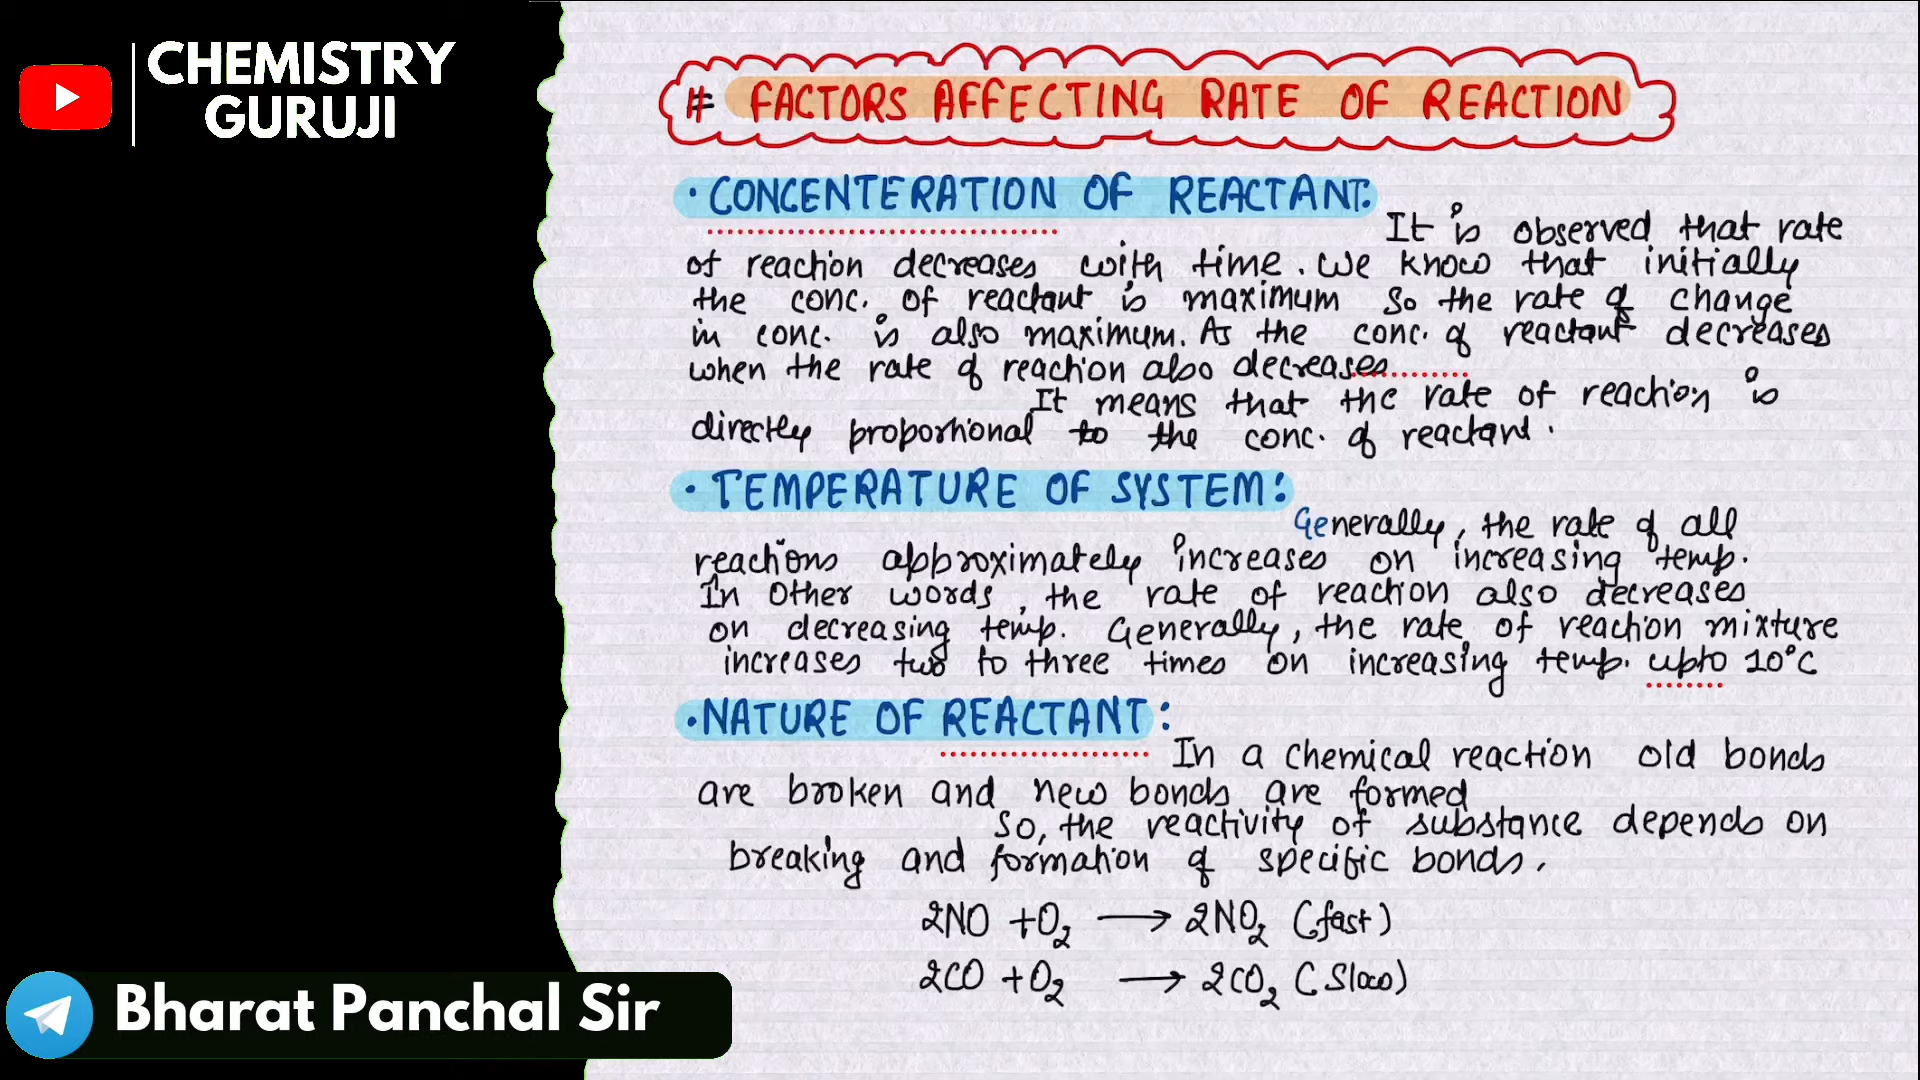 CHEMISTRY
GURUJI
# FACTORS AFFECTING RATE OF REACTION
• CONCENTERATION OF REACTANT:
It is observed that rate
of reaction decreases with time. We know that initially
the conc. of reactant is maximum so the rate of change
in conc. is also maximum. As the conc. of reactant decreases
when the rate of reaction also decreases
It means that the rate of reaction is
directly proportional to the conc. of reactant.
• TEMPERATURE OF SYSTEM:
Generally, the rate of all
reactions approximately increases on increasing temp.
In other words, the rate of reaction also decreases
on decreasing temp. Generally, the rate of reaction mixture
increases two to three times on increasing temp. upto 10°C
• NATURE OF REACTANT:
In a chemical reaction old bonds
are broken and new bonds are formed
So, the reactivity of substance depends on
breaking and formation of specific bonds.
2NO + O₂ → 2NO₂ (fast)
2CO + O₂ → 2CO₂ (Slow)
Bharat Panchal Sir